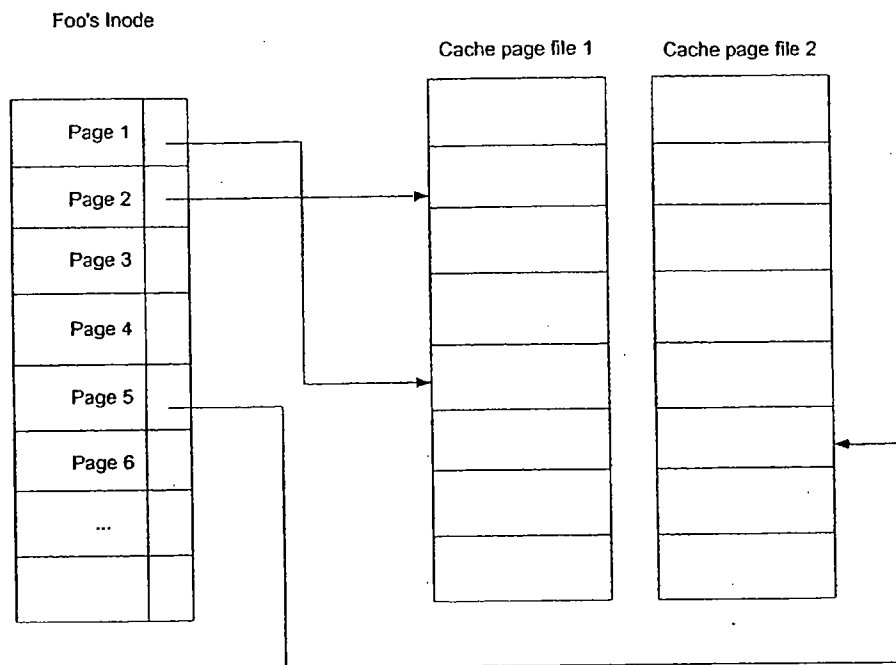 Foo's Inode
Cache page file 1
Cache page file 2
Page 1
Page 2
Page 3
Page 4
Page 5
Page 6
...